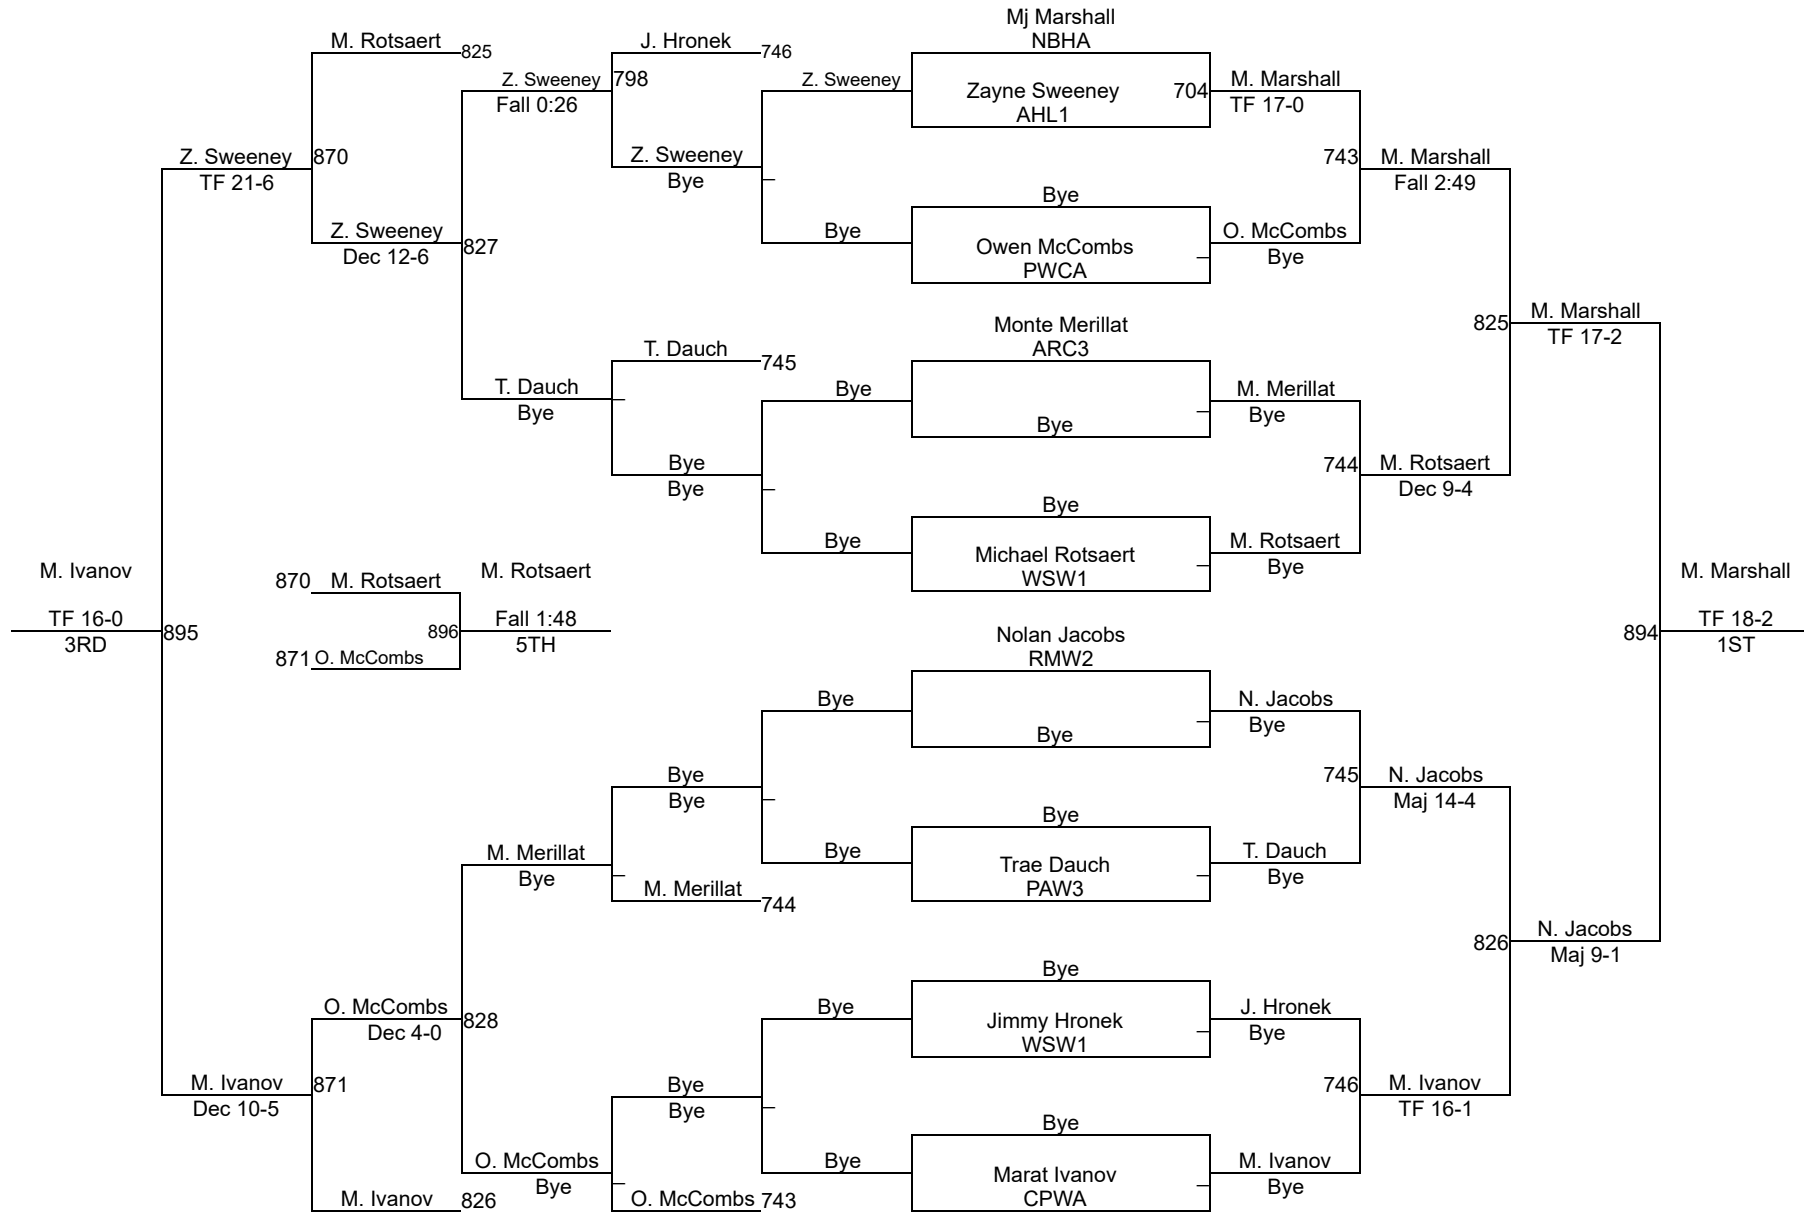 Mj Marshall
NBHA
M. Rotsaert 825
J. Hronek 746
Z. Sweeney 798
Fall 0:26
Z. Sweeney
Zayne Sweeney 704
AHL1
M. Marshall
TF 17-0
Z. Sweeney 870
TF 21-6
Z. Sweeney
Bye
743 M. Marshall
Fall 2:49
Bye
Z. Sweeney 827
Dec 12-6
Bye
Owen McCombs
PWCA
O. McCombs
Bye
Monte Merillat
ARC3
825 M. Marshall
TF 17-2
T. Dauch 745
T. Dauch
Bye
Bye
Bye
M. Merillat
Bye
Bye
Bye
744 M. Rotsaert
Dec 9-4
Bye
Bye
Michael Rotsaert
WSW1
M. Rotsaert
Bye
M. Ivanov
TF 16-0
3RD
895
870 M. Rotsaert
871 O. McCombs
896
M. Rotsaert
Fall 1:48
5TH
894
M. Marshall
TF 18-2
1ST
Nolan Jacobs
RMW2
Bye
Bye
N. Jacobs
Bye
Bye
Bye
745 N. Jacobs
Maj 14-4
Bye
M. Merillat
Bye
Bye
Trae Dauch
PAW3
T. Dauch
Bye
M. Merillat 744
826 N. Jacobs
Maj 9-1
Bye
O. McCombs 828
Dec 4-0
Bye
Jimmy Hronek
WSW1
J. Hronek
Bye
M. Ivanov 871
Dec 10-5
Bye
Bye
746 M. Ivanov
TF 16-1
Bye
O. McCombs
Bye
Bye
Marat Ivanov
CPWA
M. Ivanov
Bye
M. Ivanov 826
O. McCombs 743